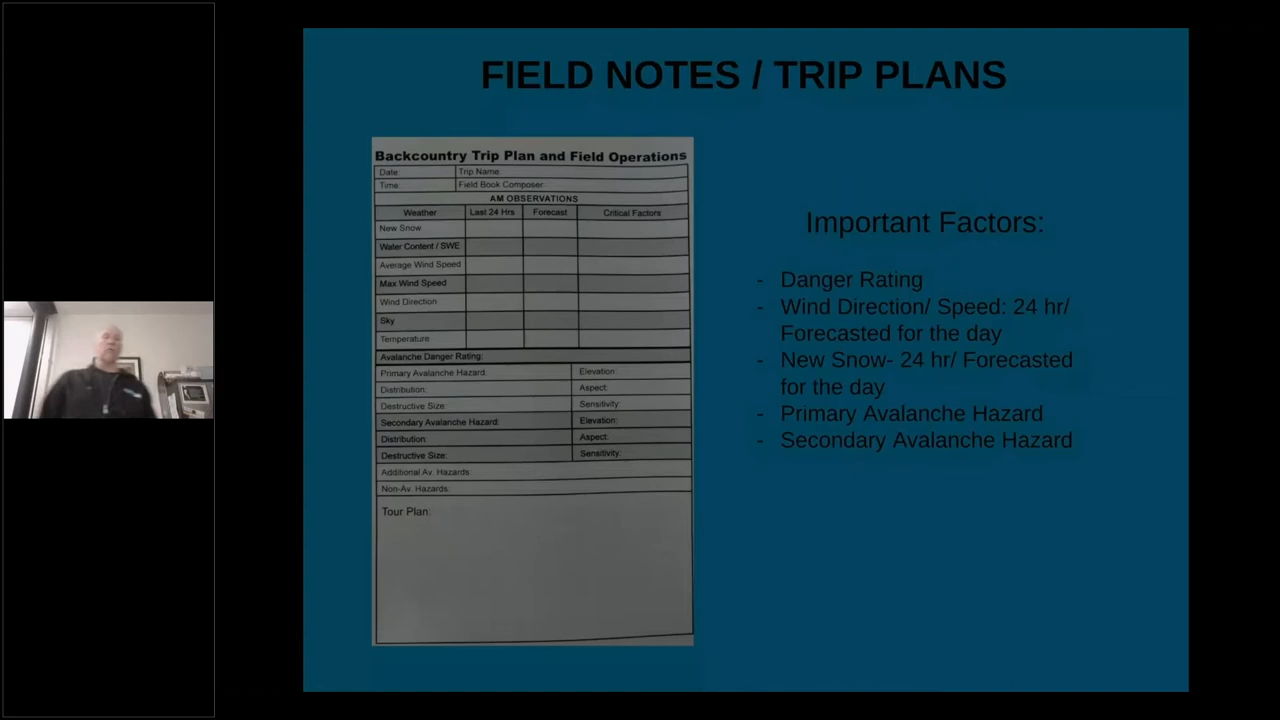 FIELD NOTES / TRIP PLANS
Backcountry Trip Plan and Field Operations
Date: Trip Name:
Time: Field Book Composer
AM OBSERVATIONS
Weather Last 24 Hrs Forecast Critical Factors
New Snow
Water Content / SWE
Average Wind Speed
Max Wind Speed
Wind Direction
Sky
Temperature
Avalanche Danger Rating:
Primary Avalanche Hazard: Elevation:
Distribution: Aspect:
Destructive Size: Sensitivity:
Secondary Avalanche Hazard: Elevation:
Distribution: Aspect:
Destructive Size: Sensitivity:
Additional Av. Hazards:
Non-Av. Hazards:
Tour Plan:
Important Factors:
- Danger Rating
- Wind Direction/ Speed: 24 hr/
Forecasted for the day
- New Snow- 24 hr/ Forecasted
for the day
- Primary Avalanche Hazard
- Secondary Avalanche Hazard